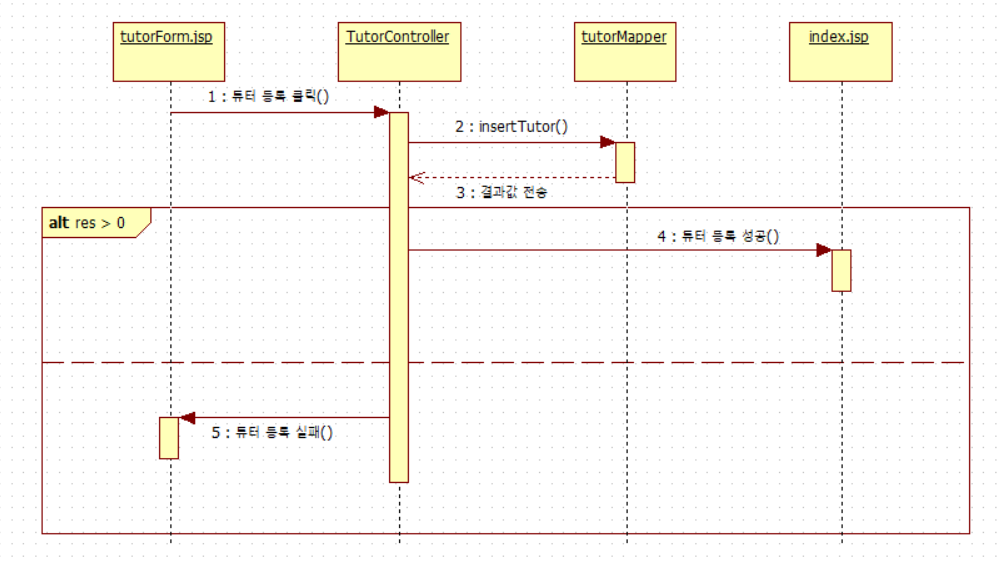 tutorForm.jsp
TutorController
tutorMapper
index.jsp
1 : 튜터 등록 클릭()
2 : insertTutor()
3 : 결과값 전송
alt res > 0
4 : 튜터 등록 성공()
5 : 튜터 등록 실패()